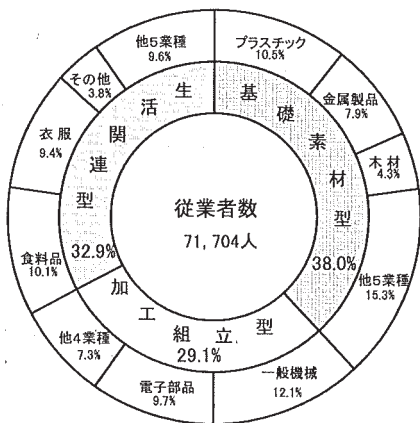 従業者数
71,704人
基礎素材型
38.0%
加工組立型
29.1%
生活関連型
32.9%
プラスチック
10.5%
金属製品
7.9%
木材
4.3%
他5業種
15.3%
一般機械
12.1%
電子部品
9.7%
他4業種
7.3%
食料品
10.1%
衣服
9.4%
その他
3.8%
他5業種
9.6%